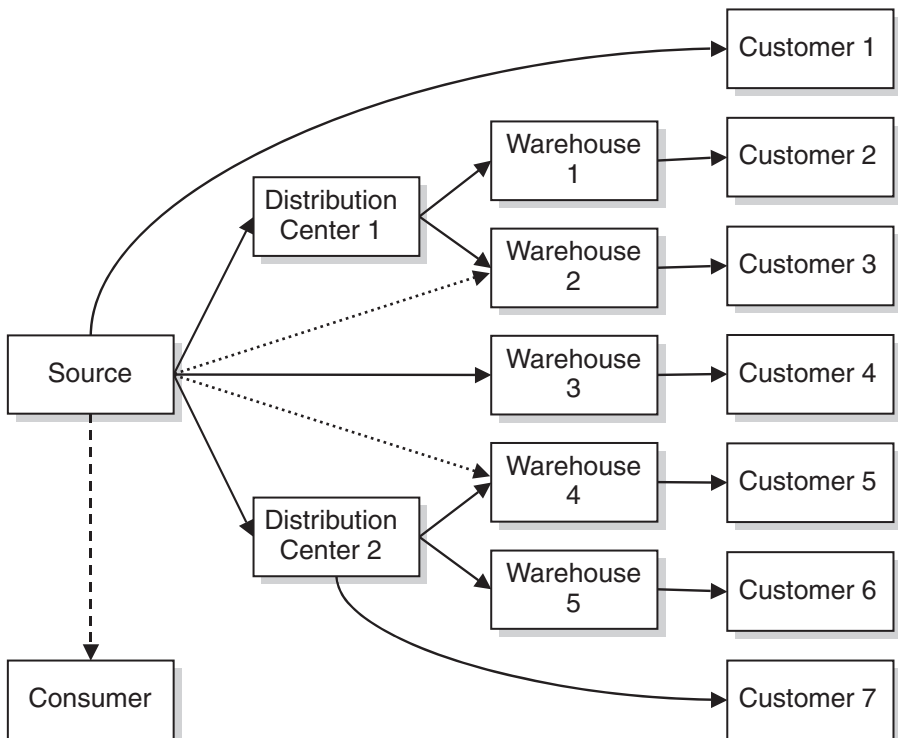 Customer 1
Warehouse
1
Customer 2
Distribution
Center 1
Warehouse
2
Customer 3
Source
Warehouse
3
Customer 4
Warehouse
4
Customer 5
Distribution
Center 2
Warehouse
5
Customer 6
Consumer
Customer 7